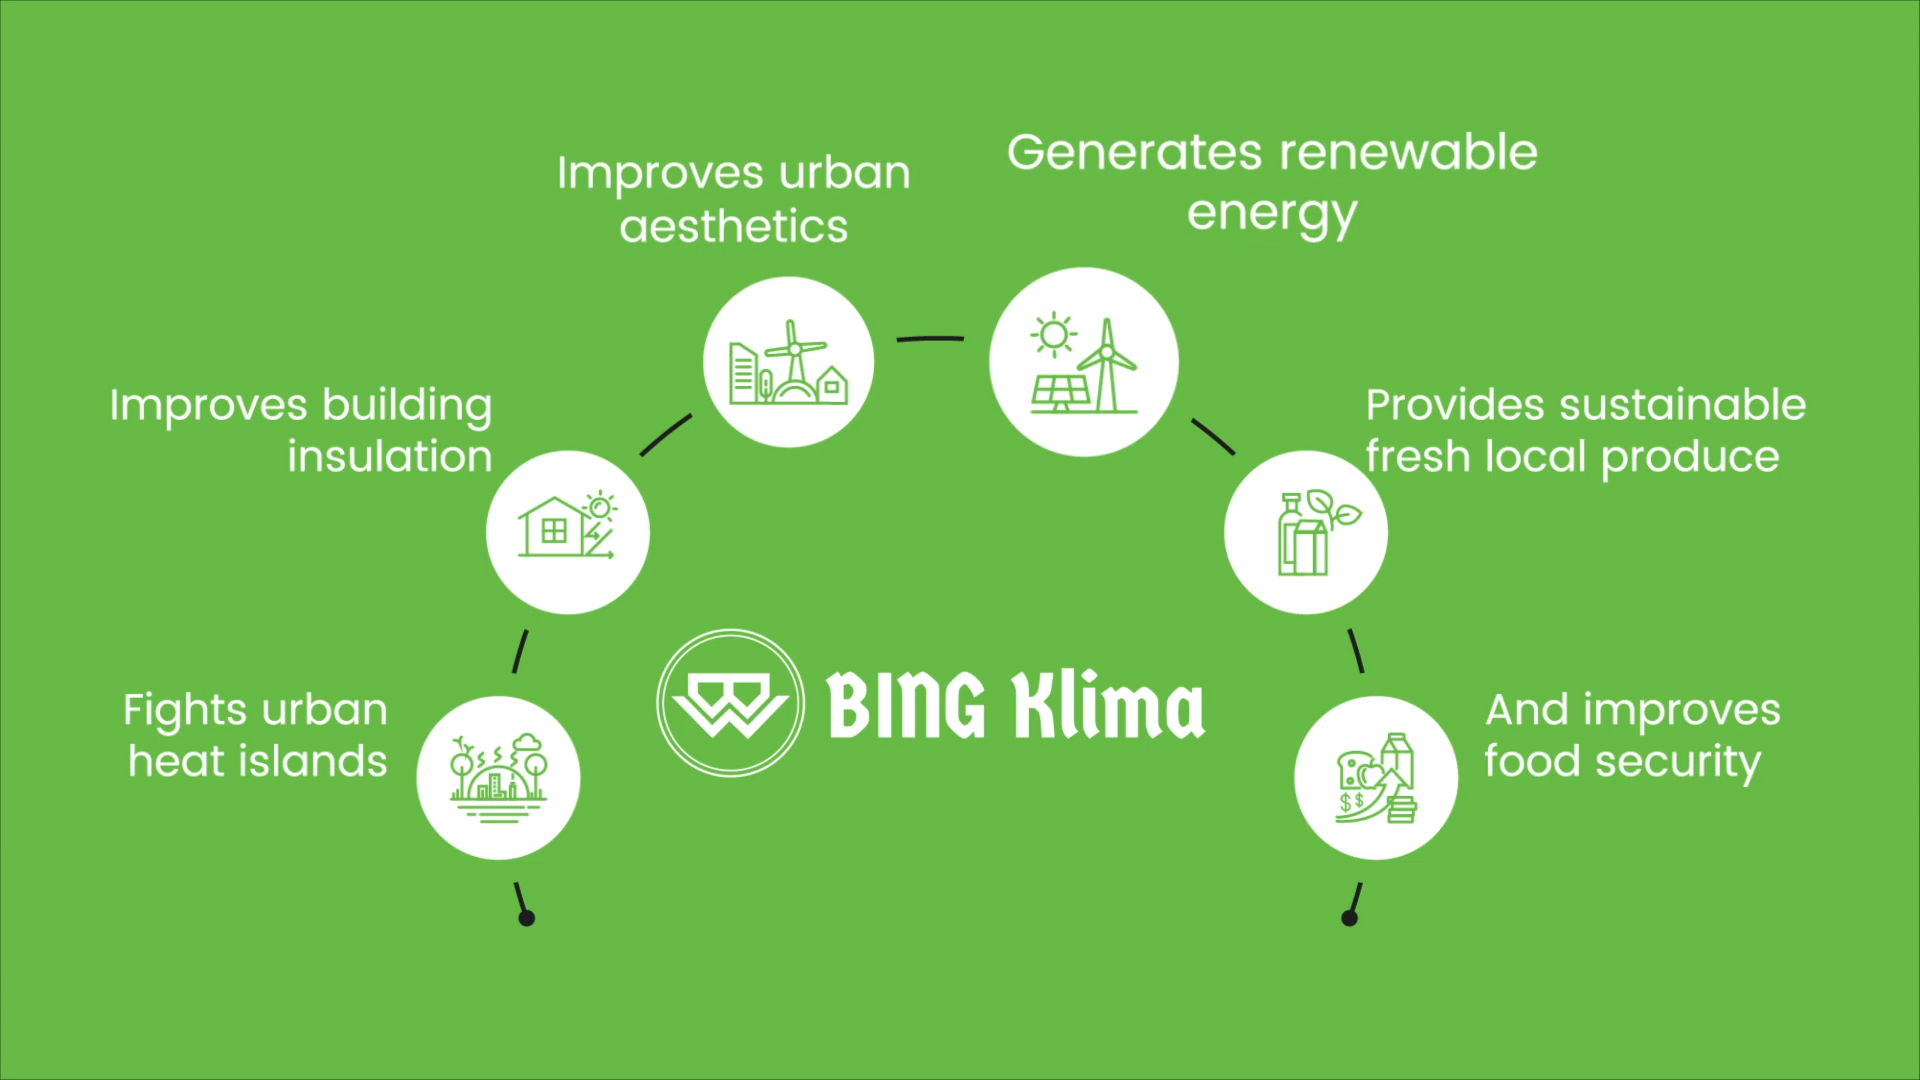 Improves urban
aesthetics
Generates renewable
energy
Improves building
insulation
Provides sustainable
fresh local produce
Fights urban
heat islands
BING Klima
And improves
food security
$$